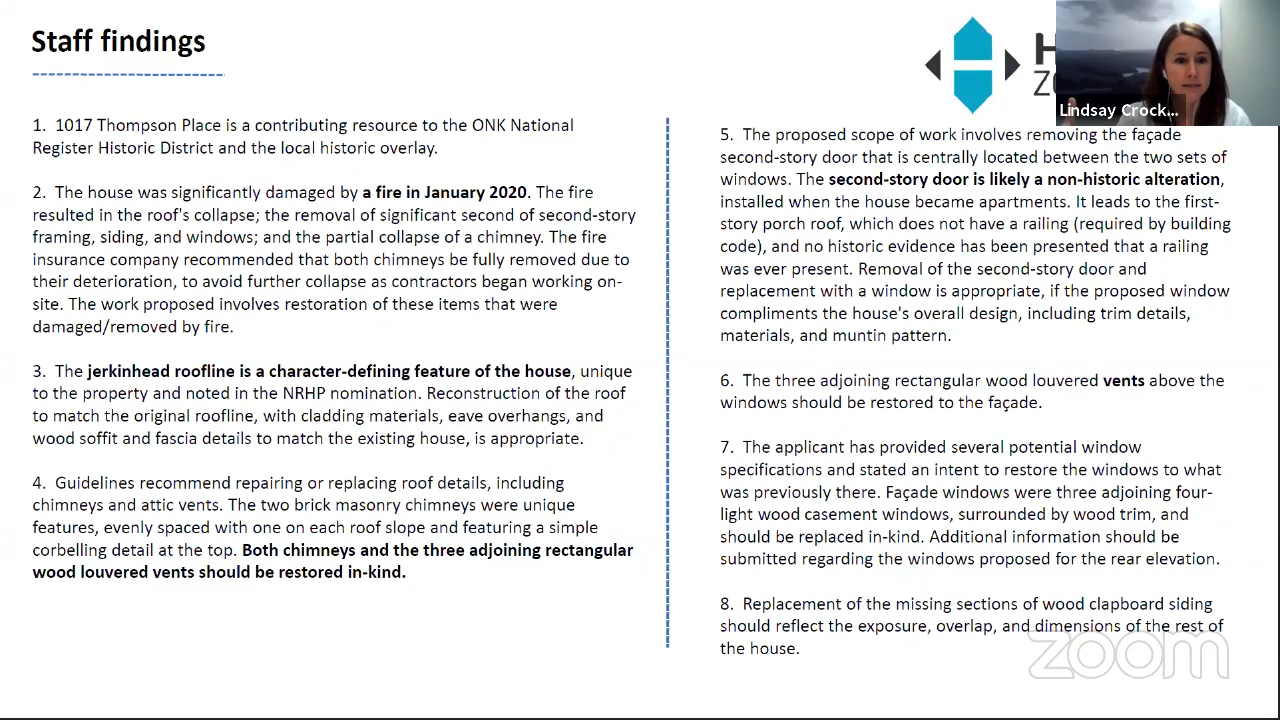 Staff findings
Lindsay Crock...
1. 1017 Thompson Place is a contributing resource to the ONK National
Register Historic District and the local historic overlay.
2. The house was significantly damaged by a fire in January 2020. The fire
resulted in the roof's collapse; the removal of significant second of second-story
framing, siding, and windows; and the partial collapse of a chimney. The fire
insurance company recommended that both chimneys be fully removed due to
their deterioration, to avoid further collapse as contractors began working on-
site. The work proposed involves restoration of these items that were
damaged/removed by fire.
3. The jerkinhead roofline is a character-defining feature of the house, unique
to the property and noted in the NRHP nomination. Reconstruction of the roof
to match the original roofline, with cladding materials, eave overhangs, and
wood soffit and fascia details to match the existing house, is appropriate.
4. Guidelines recommend repairing or replacing roof details, including
chimneys and attic vents. The two brick masonry chimneys were unique
features, evenly spaced with one on each roof slope and featuring a simple
corbelling detail at the top. Both chimneys and the three adjoining rectangular
wood louvered vents should be restored in-kind.
5. The proposed scope of work involves removing the façade
second-story door that is centrally located between the two sets of
windows. The second-story door is likely a non-historic alteration,
installed when the house became apartments. It leads to the first-
story porch roof, which does not have a railing (required by building
code), and no historic evidence has been presented that a railing
was ever present. Removal of the second-story door and
replacement with a window is appropriate, if the proposed window
compliments the house's overall design, including trim details,
materials, and muntin pattern.
6. The three adjoining rectangular wood louvered vents above the
windows should be restored to the façade.
7. The applicant has provided several potential window
specifications and stated an intent to restore the windows to what
was previously there. Façade windows were three adjoining four-
light wood casement windows, surrounded by wood trim, and
should be replaced in-kind. Additional information should be
submitted regarding the windows proposed for the rear elevation.
8. Replacement of the missing sections of wood clapboard siding
should reflect the exposure, overlap, and dimensions of the rest of
the house.
zoom